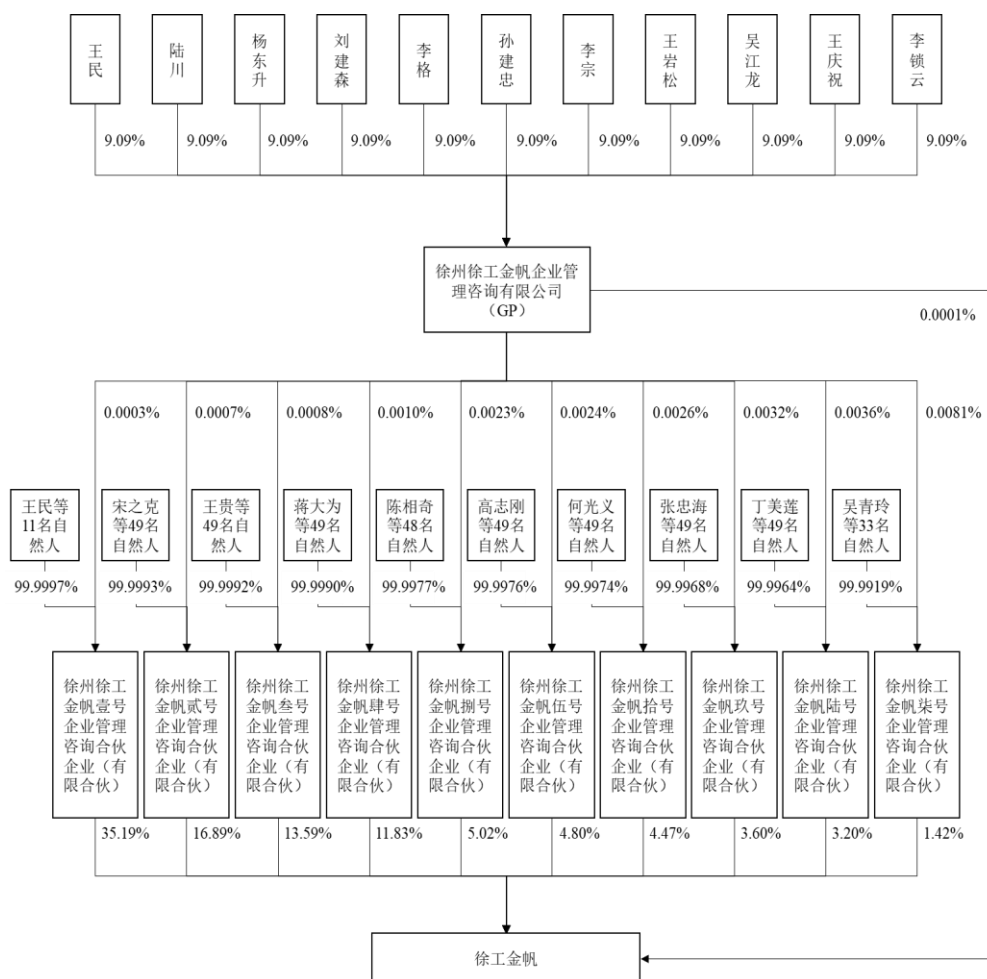 王民
陆川
杨东升
刘建森
李格
孙建忠
李宗
王岩松
吴江龙
王庆祝
李锁云
9.09%
9.09%
9.09%
9.09%
9.09%
9.09%
9.09%
9.09%
9.09%
9.09%
9.09%
徐州徐工金帆企业管
理咨询有限公司
（GP）
0.0001%
0.0003%
0.0007%
0.0008%
0.0010%
0.0023%
0.0024%
0.0026%
0.0032%
0.0036%
0.0081%
王民等
11名自
然人
宋之克
等49名
自然人
王贵等
49名自
然人
蒋大为
等49名
自然人
陈相奇
等48名
自然人
高志刚
等49名
自然人
何光义
等49名
自然人
张忠海
等49名
自然人
丁美莲
等49名
自然人
吴青玲
等33名
自然人
99.9997%
99.9993%
99.9992%
99.9990%
99.9977%
99.9976%
99.9974%
99.9968%
99.9964%
99.9919%
徐州徐工
金帆壹号
企业管理
咨询合伙
企业（有
限合伙）
徐州徐工
金帆贰号
企业管理
咨询合伙
企业（有
限合伙）
徐州徐工
金帆叁号
企业管理
咨询合伙
企业（有
限合伙）
徐州徐工
金帆肆号
企业管理
咨询合伙
企业（有
限合伙）
徐州徐工
金帆捌号
企业管理
咨询合伙
企业（有
限合伙）
徐州徐工
金帆伍号
企业管理
咨询合伙
企业（有
限合伙）
徐州徐工
金帆拾号
企业管理
咨询合伙
企业（有
限合伙）
徐州徐工
金帆玖号
企业管理
咨询合伙
企业（有
限合伙）
徐州徐工
金帆陆号
企业管理
咨询合伙
企业（有
限合伙）
徐州徐工
金帆柒号
企业管理
咨询合伙
企业（有
限合伙）
35.19%
16.89%
13.59%
11.83%
5.02%
4.80%
4.47%
3.60%
3.20%
1.42%
徐工金帆